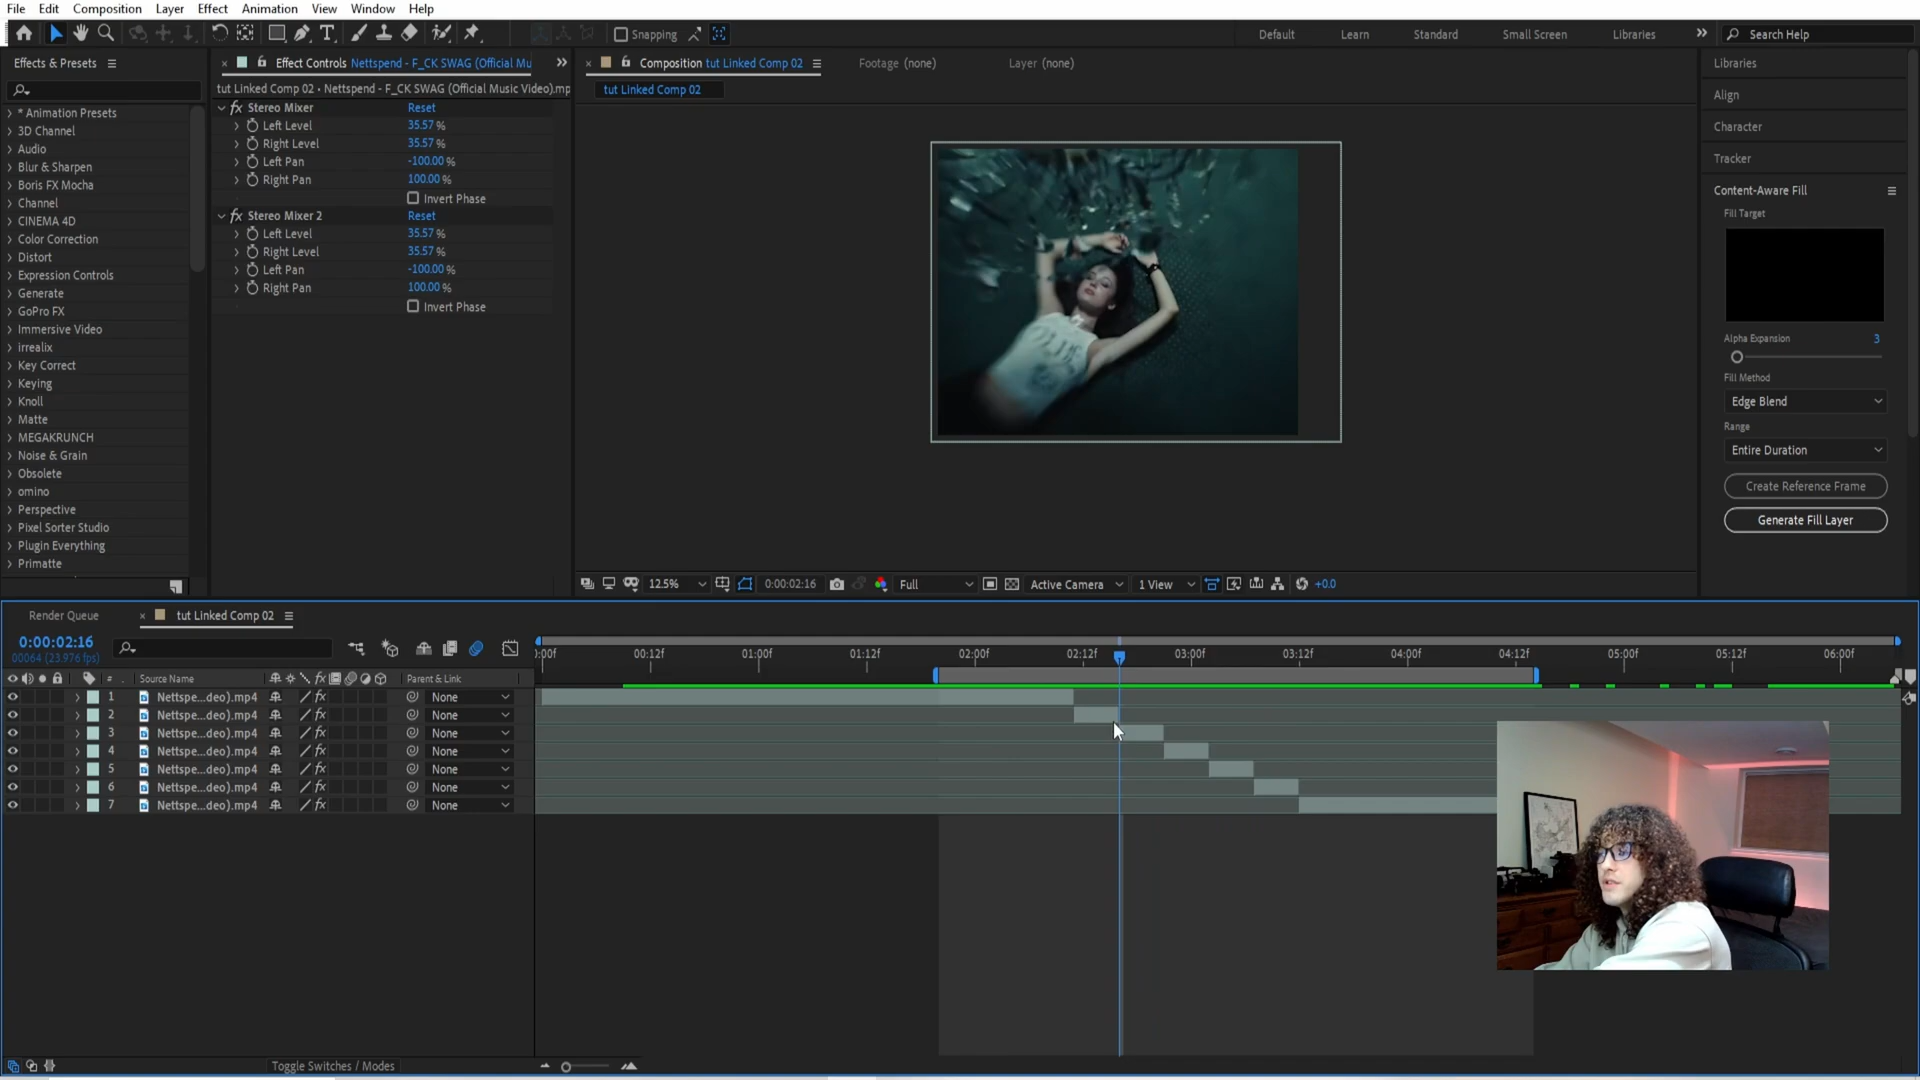 File Edit Composition Layer Effect Animation View Window Help
Snapping
Default Learn Standard Small Screen Libraries Search Help
Effects & Presets
* Animation Presets
3D Channel
Audio
Blur & Sharpen
Boris FX Mocha
Channel
CINEMA 4D
Color Correction
Distort
Expression Controls
Generate
GoPro FX
Immersive Video
irrealix
Key Correct
Keying
Knoll
Matte
MEGAKRUNCH
Noise & Grain
Obsolete
omino
Perspective
Pixel Sorter Studio
Plugin Everything
Primatte
Effect Controls Nettspend - F_CK SWAG (Official Mu
tut Linked Comp 02 • Nettspend - F_CK SWAG (Official Music Video).mp
fx Stereo Mixer Reset
Left Level 35.57 %
Right Level 35.57 %
Left Pan -100.00 %
Right Pan 100.00 %
Invert Phase
fx Stereo Mixer 2 Reset
Left Level 35.57 %
Right Level 35.57 %
Left Pan -100.00 %
Right Pan 100.00 %
Invert Phase
Composition tut Linked Comp 02 Footage (none) Layer (none)
tut Linked Comp 02
12.5% 0:00:02:16 Full Active Camera 1 View +0.0
Libraries
Align
Character
Tracker
Content-Aware Fill
Fill Target
Alpha Expansion 3
Fill Method
Edge Blend
Range
Entire Duration
Create Reference Frame
Generate Fill Layer
Render Queue tut Linked Comp 02
0:00:02:16
00064 (23.976 fps)
:00f 00:12f 01:00f 01:12f 02:00f 02:12f 03:00f 03:12f 04:00f 04:12f 05:00f 05:12f 06:00f
# Source Name fx Parent & Link
1 Nettspe...deo).mp4 fx None
2 Nettspe...deo).mp4 fx None
3 Nettspe...deo).mp4 fx None
4 Nettspe...deo).mp4 fx None
5 Nettspe...deo).mp4 fx None
6 Nettspe...deo).mp4 fx None
7 Nettspe...deo).mp4 fx None
Toggle Switches / Modes